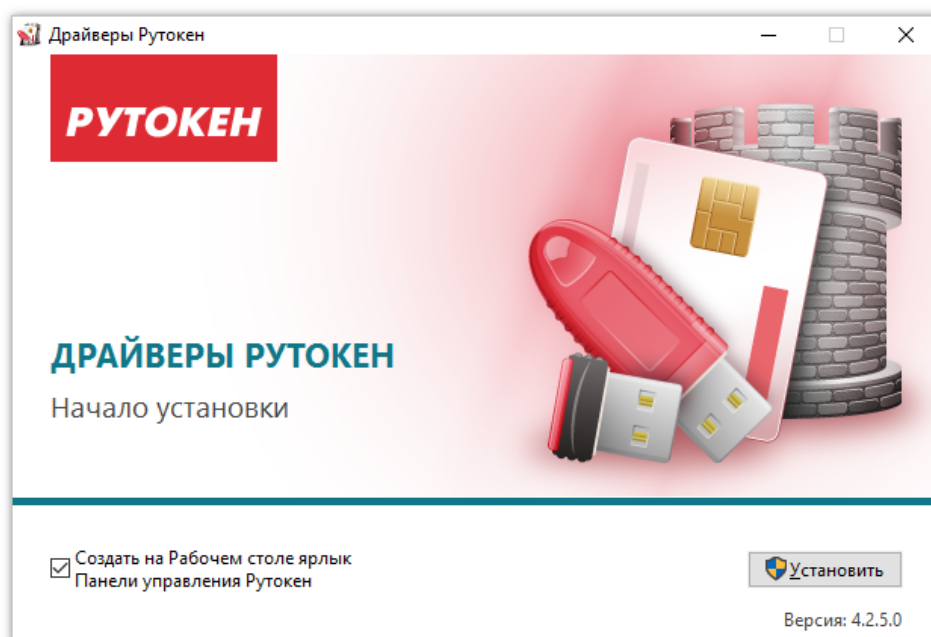 Драйверы Рутокен
РУТОКЕН
ДРАЙВЕРЫ РУТОКЕН
Начало установки
Создать на Рабочем столе ярлык
Панели управления Рутокен
Установить
Версия: 4.2.5.0